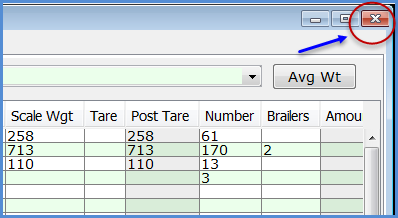 Avg Wt
Scale Wgt Tare Post Tare Number Brailers Amou
258 258 61
713 713 170 2
110 110 13
3